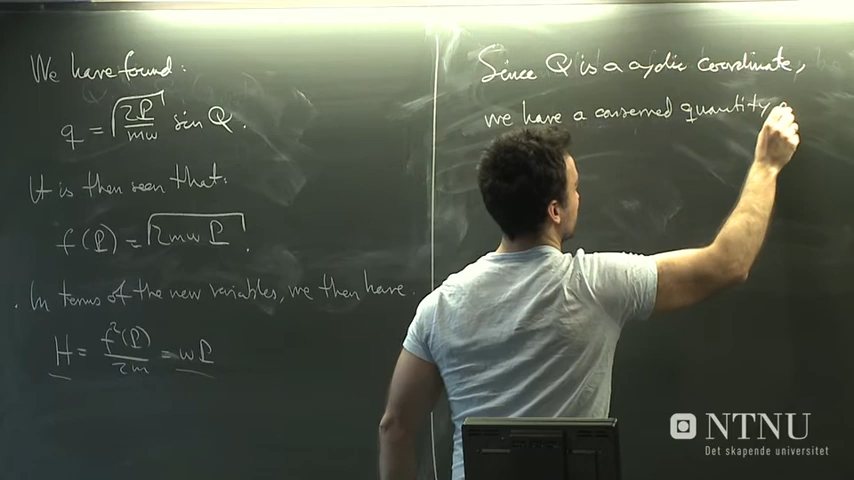 We have found:
q = √(2P/mω) sin Q.
It is then seen that:
f(P) = √(2mωP).
In terms of the new variables, we then have
H = f²(P)/2m = ωP
Since Q is a cyclic coordinate,
we have a conserved quantity
NTNU
Det skapende universitet